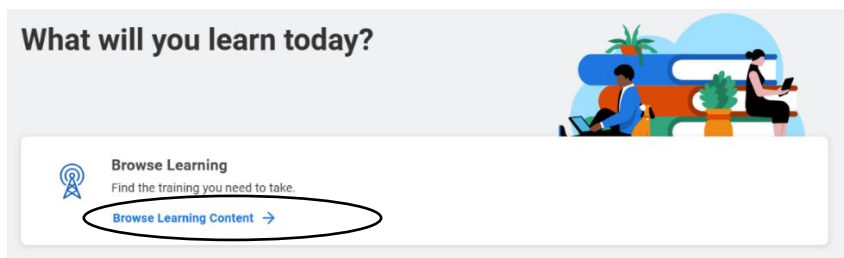 What will you learn today?
Browse Learning
Find the training you need to take.
Browse Learning Content →